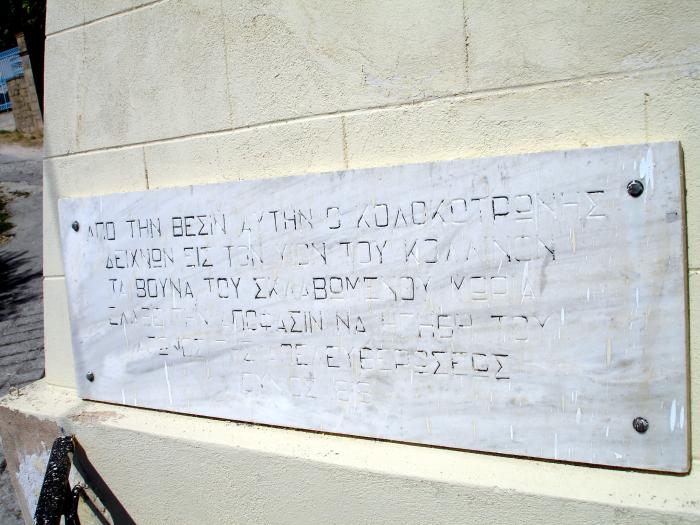 ΑΠΟ ΤΗΝ ΘΕΣΙΝ ΑΥΤΗΝ Ο ΚΟΛΟΚΟΤΡΩΝΗΣ
ΔΕΙΧΝΩΝ ΕΙΣ ΤΟΝ ΥΙΟΝ ΤΟΥ ΚΟΛΛΙΝΟΝ
ΤΑ ΒΟΥΝΑ ΤΟΥ ΣΚΛΑΒΩΜΕΝΟΥ ΜΩΡΙΑ
ΕΛΑΒΕ ΤΗΝ ΑΠΟΦΑΣΙΝ ΝΑ ΗΓΗΘΗ ΤΟΥ
ΑΓΩΝΟΣ ΤΗΣ ΑΠΕΛΕΥΘΕΡΩΣΕΩΣ